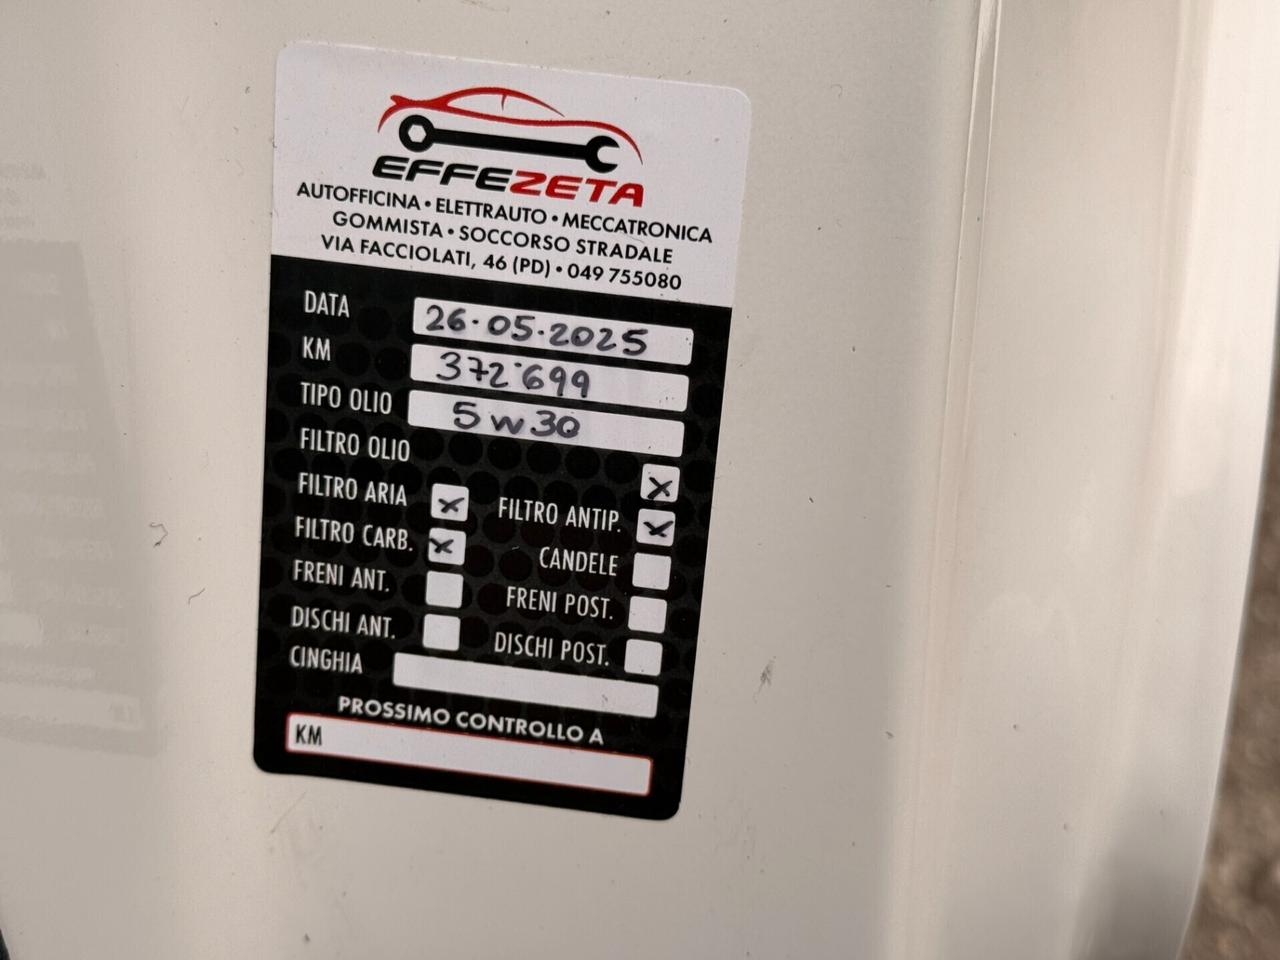 EFFEZETA
AUTOFFICINA • ELETTRAUTO • MECCATRONICA
GOMMISTA • SOCCORSO STRADALE
VIA FACCIOLATI, 46 (PD) • 049 755080
DATA 26.05.2025
KM 372.699
TIPO OLIO 5W30
FILTRO OLIO X
FILTRO ARIA X FILTRO ANTIP. X
FILTRO CARB. X CANDELE
FRENI ANT. FRENI POST.
DISCHI ANT. DISCHI POST.
CINGHIA
PROSSIMO CONTROLLO A
KM